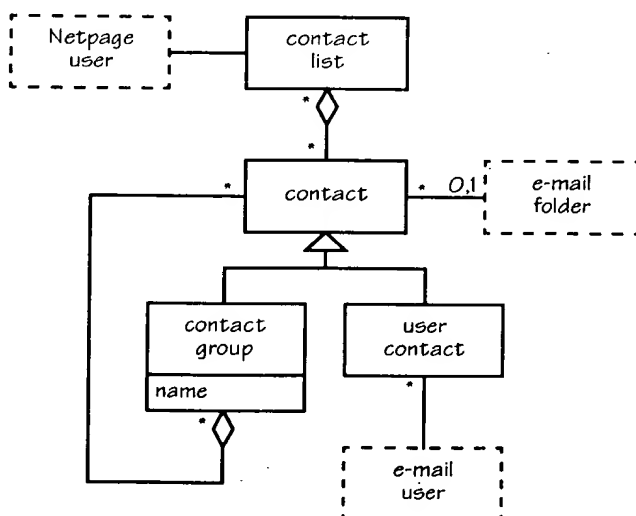 Netpage
user
contact
list
*
*
contact
*
*
0,1
e-mail
folder
contact
group
name
*
user
contact
*
e-mail
user